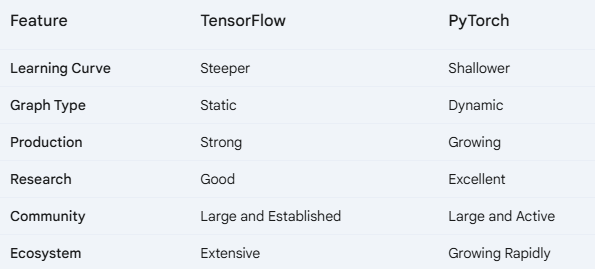 Feature TensorFlow PyTorch
Learning Curve Steeper Shallower
Graph Type Static Dynamic
Production Strong Growing
Research Good Excellent
Community Large and Established Large and Active
Ecosystem Extensive Growing Rapidly